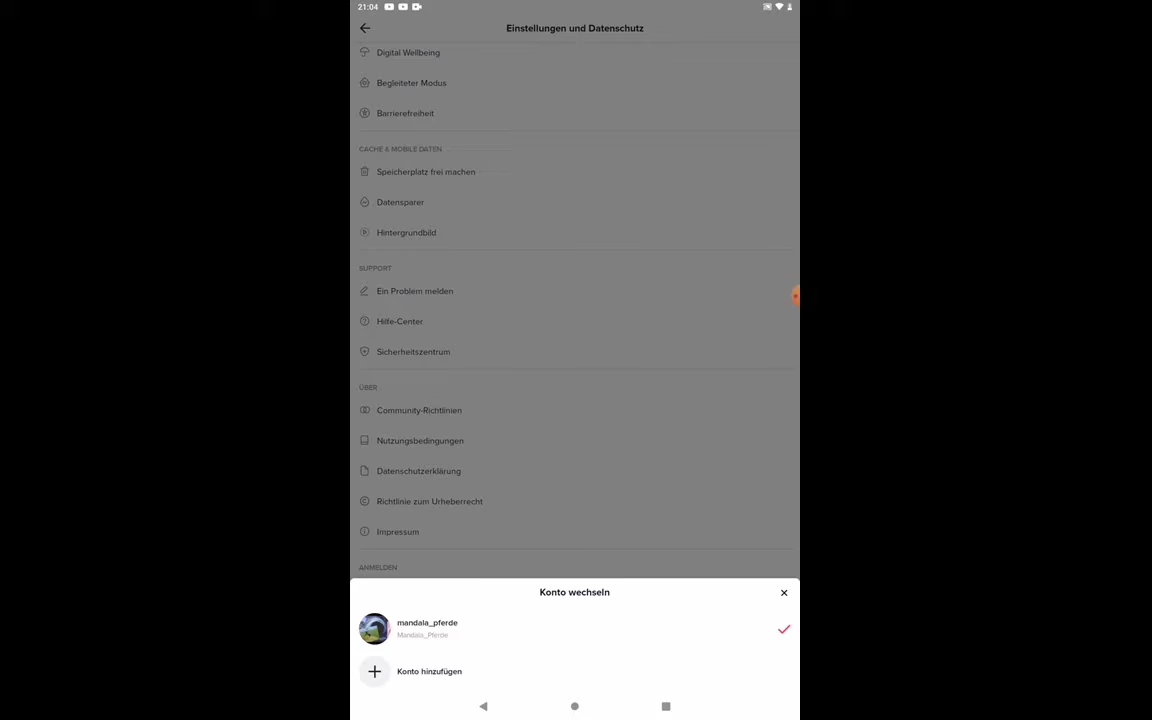 21:04
Einstellungen und Datenschutz
Digital Wellbeing
Begleiteter Modus
Barrierefreiheit
CACHE & MOBILE DATEN
Speicherplatz frei machen
Datensparer
Hintergrundbild
SUPPORT
Ein Problem melden
Hilfe-Center
Sicherheitszentrum
ÜBER
Community-Richtlinien
Nutzungsbedingungen
Datenschutzerklärung
Richtlinie zum Urheberrecht
Impressum
ANMELDEN
Konto wechseln
mandala_pferde
Mandala_Pferde
Konto hinzufügen